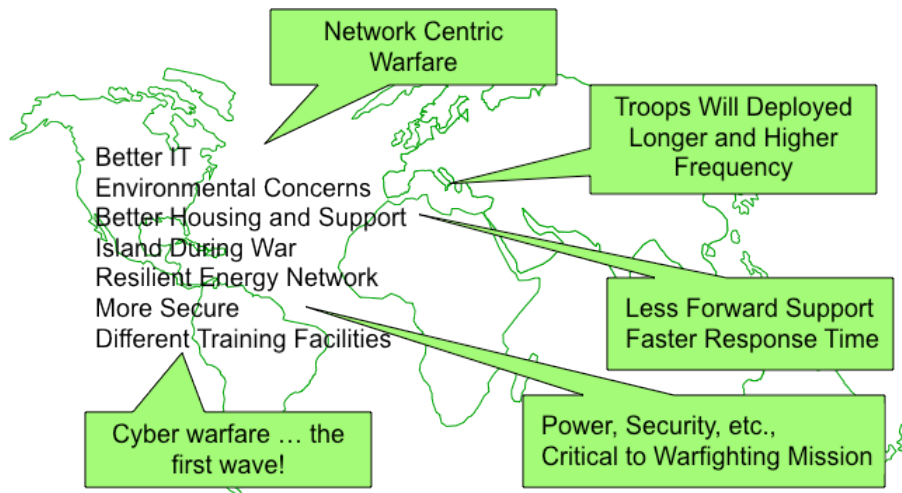 Network Centric
Warfare
Troops Will Deployed
Longer and Higher
Frequency
Better IT
Environmental Concerns
Better Housing and Support
Island During War
Resilient Energy Network
More Secure
Different Training Facilities
Less Forward Support
Faster Response Time
Cyber warfare … the
first wave!
Power, Security, etc.,
Critical to Warfighting Mission